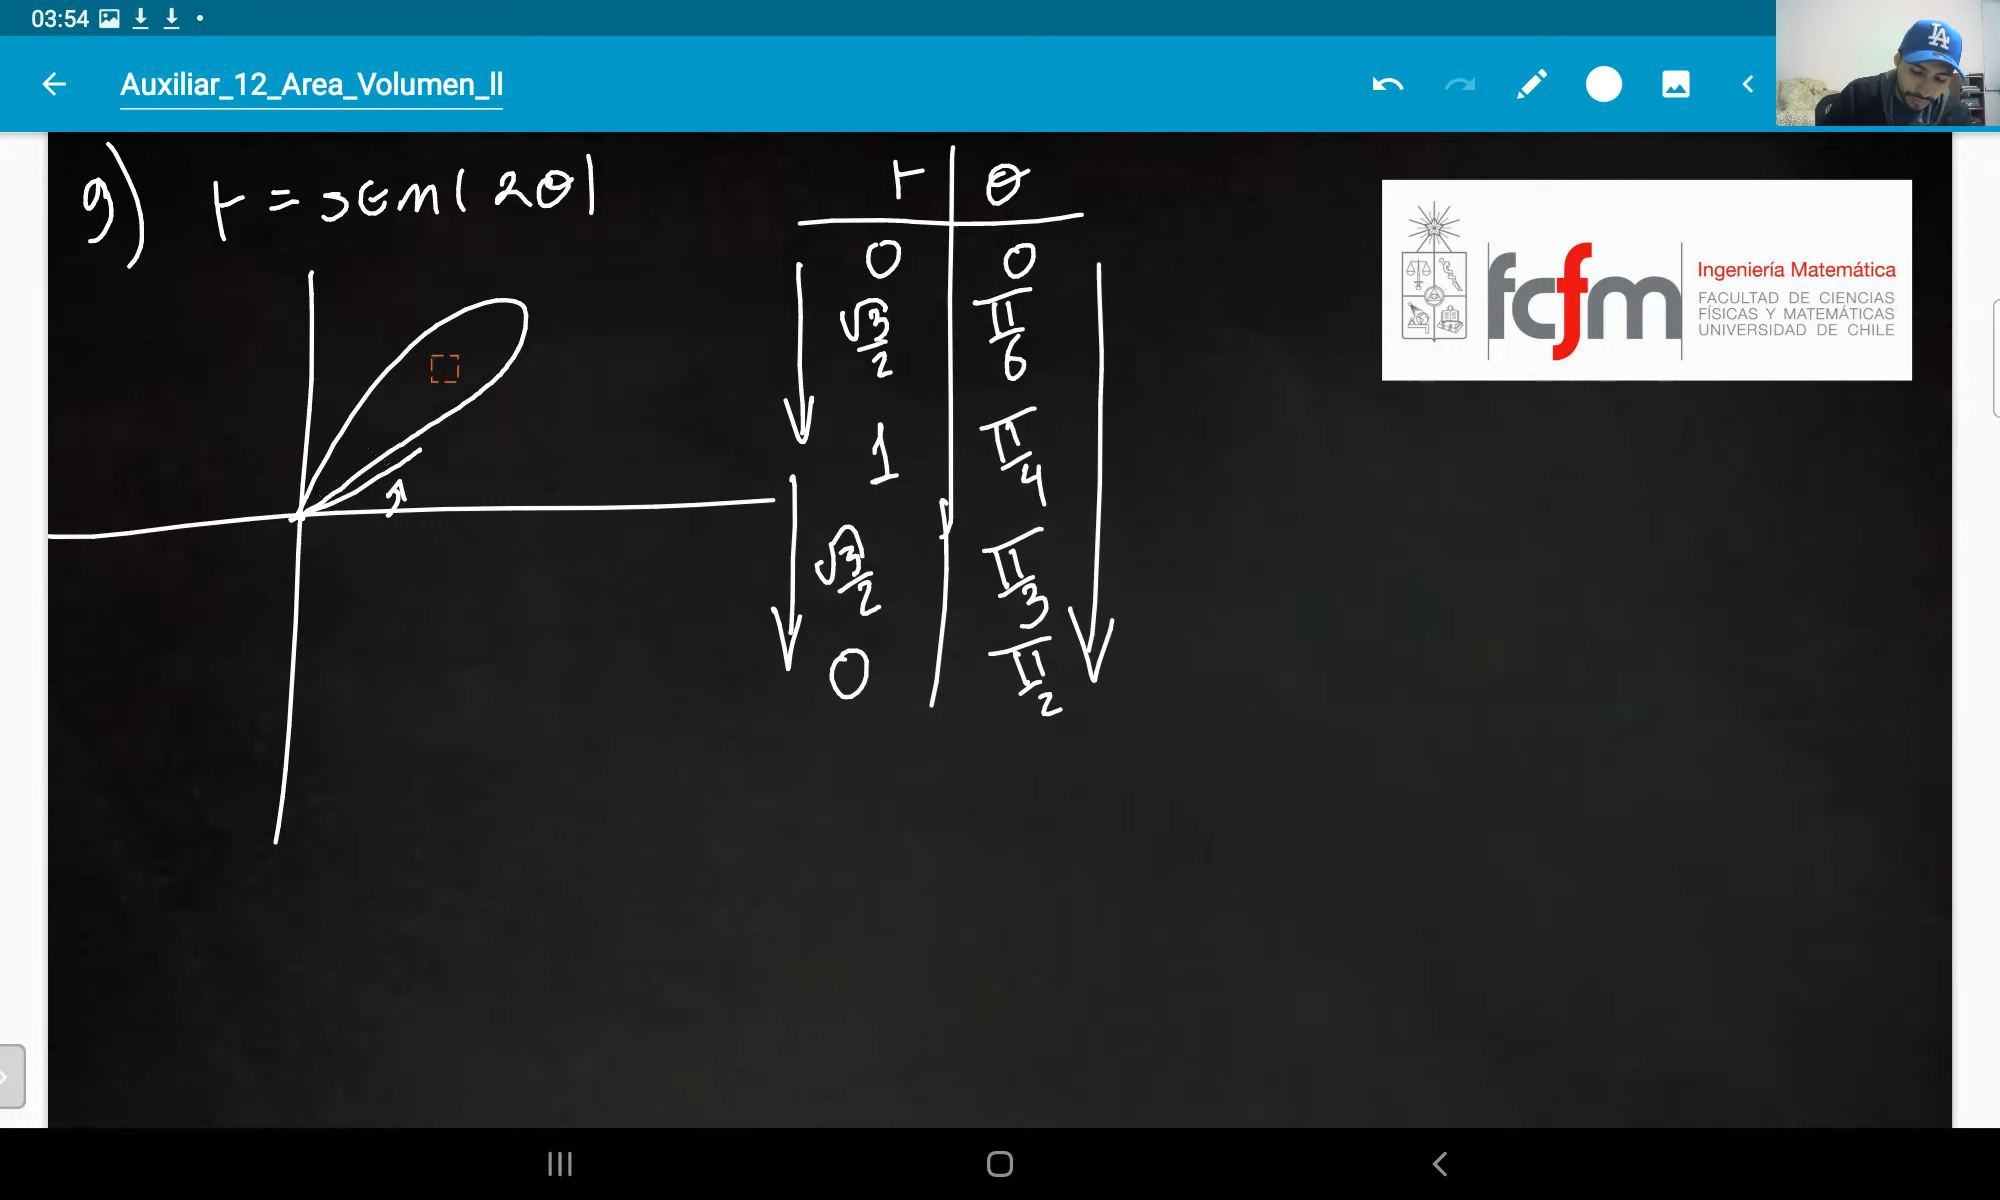 03:54
Auxiliar_12_Area_Volumen_II
g) r = sen(2θ)
r θ
0 0
√3/2 π/6
1 π/4
√3/2 π/3
0 π/2
fcfm
Ingeniería Matemática
FACULTAD DE CIENCIAS
FÍSICAS Y MATEMÁTICAS
UNIVERSIDAD DE CHILE
LA